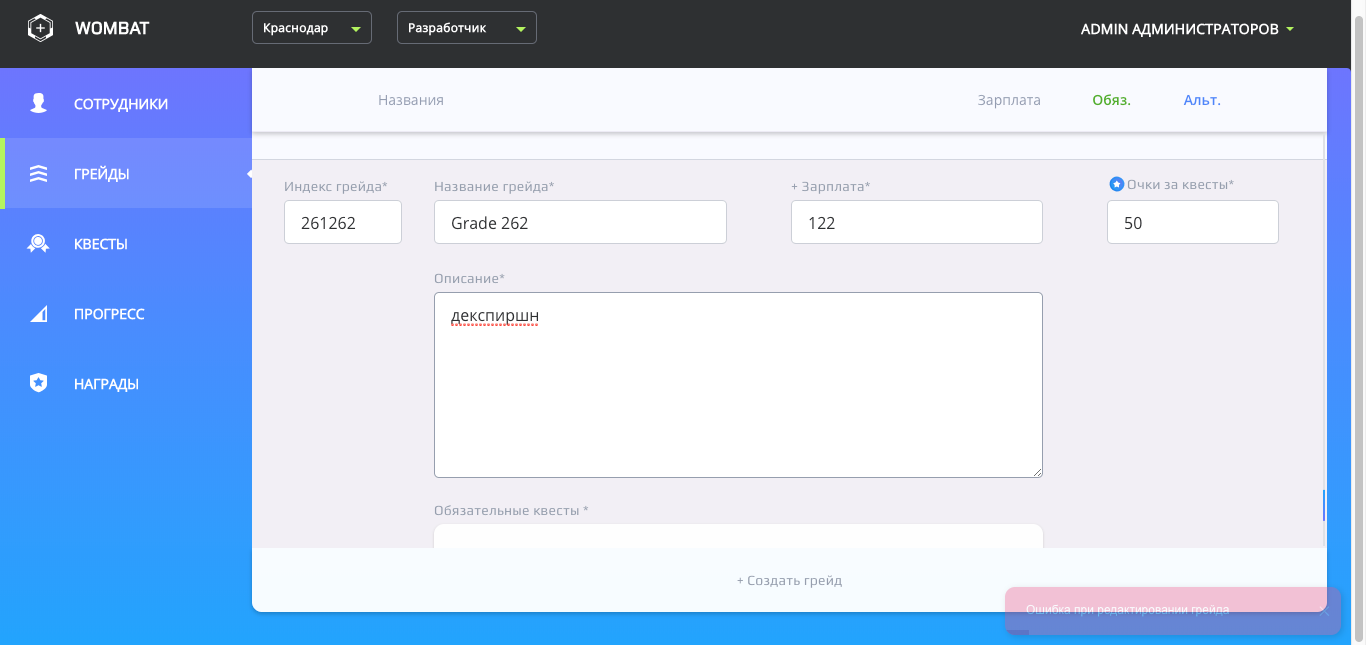 WOMBAT
Краснодар
Разработчик
ADMIN АДМИНИСТРАТОРОВ
СОТРУДНИКИ
ГРЕЙДЫ
КВЕСТЫ
ПРОГРЕСС
НАГРАДЫ
Названия
Зарплата
Обяз.
Альт.
Индекс грейда*
Название грейда*
+ Зарплата*
Очки за квесты*
261262
Grade 262
122
50
Описание*
декспиршн
Обязательные квесты *
+ Создать грейд
Ошибка при редактировании грейда